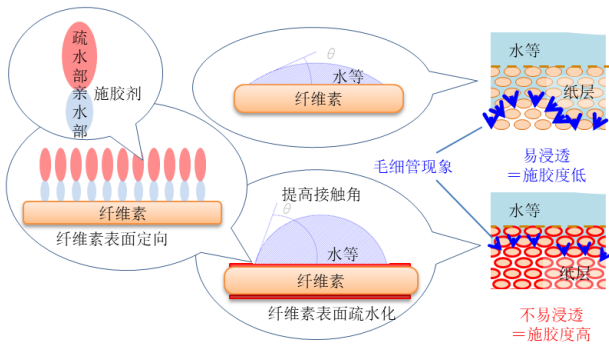 疏水部
亲水部
施胶剂
纤维素
纤维素表面定向
θ
水等
纤维素
提高接触角
θ
水等
纤维素
纤维素表面疏水化
毛细管现象
水等
纸层
易浸透
＝施胶度低
水等
纸层
不易浸透
＝施胶度高